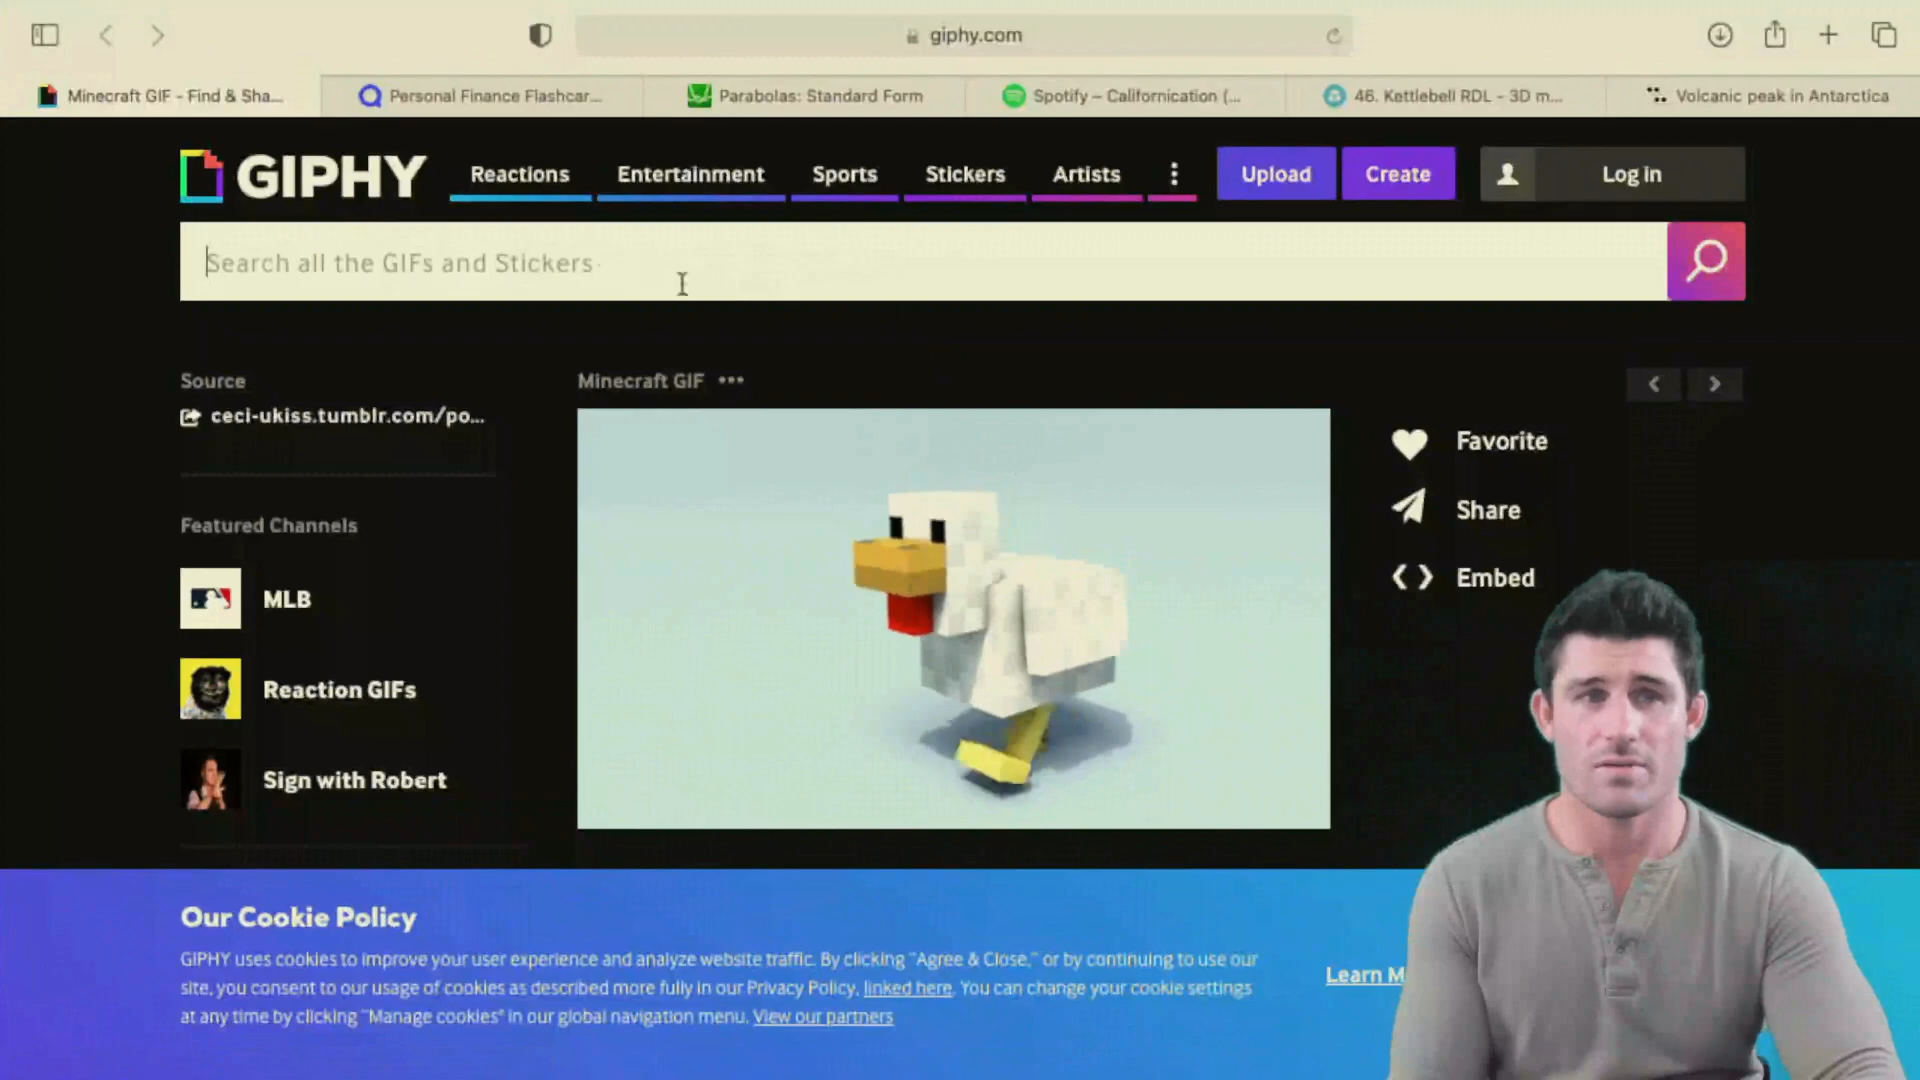 giphy.com
Minecraft GIF - Find & Sha...
Personal Finance Flashcar...
Parabolas: Standard Form
Spotify – Californication (...
46. Kettlebell RDL - 3D m...
Volcanic peak in Antarctica
GIPHY
Reactions
Entertainment
Sports
Stickers
Artists
Upload
Create
Log in
Search all the GIFs and Stickers
Source
ceci-ukiss.tumblr.com/po...
Minecraft GIF
Favorite
Share
Embed
Featured Channels
MLB
Reaction GIFs
Sign with Robert
Our Cookie Policy
GIPHY uses cookies to improve your user experience and analyze website traffic. By clicking "Agree & Close," or by continuing to use our
site, you consent to our usage of cookies as described more fully in our Privacy Policy, linked here. You can change your cookie settings
at any time by clicking "Manage cookies" in our global navigation menu. View our partners
Learn M